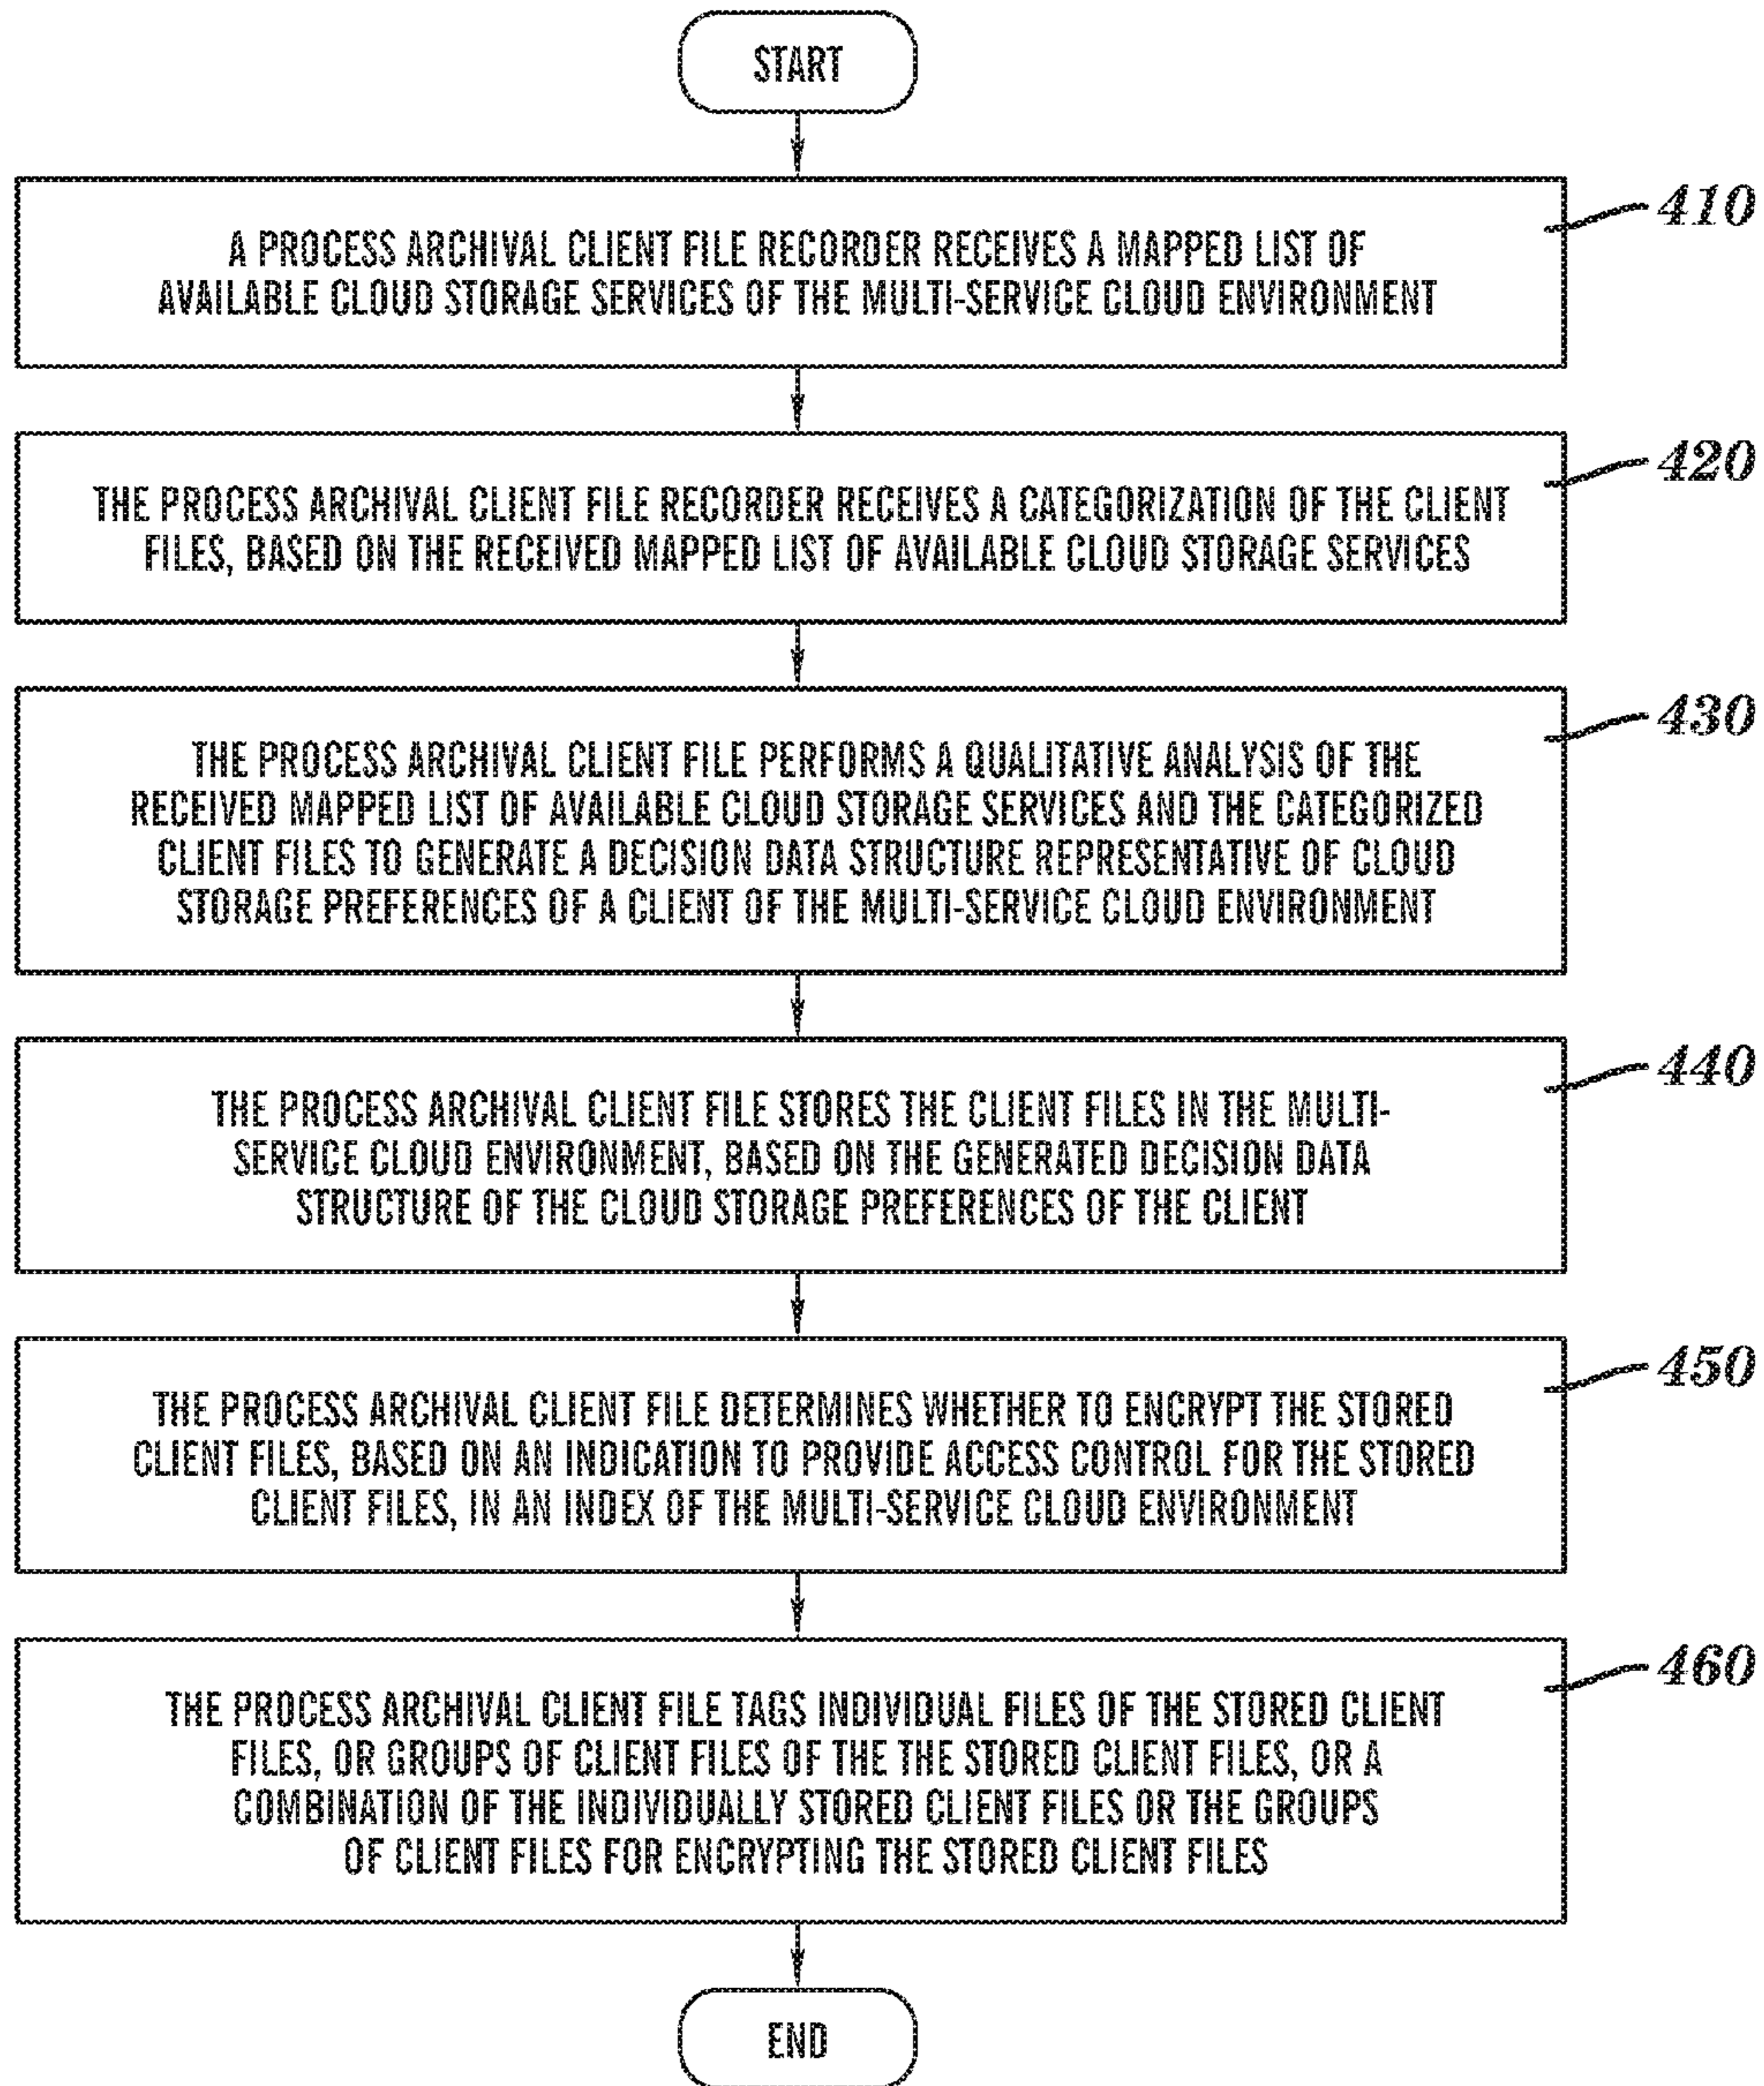 START
410
A PROCESS ARCHIVAL CLIENT FILE RECORDER RECEIVES A MAPPED LIST OF
AVAILABLE CLOUD STORAGE SERVICES OF THE MULTI-SERVICE CLOUD ENVIRONMENT
420
THE PROCESS ARCHIVAL CLIENT FILE RECORDER RECEIVES A CATEGORIZATION OF THE CLIENT
FILES, BASED ON THE RECEIVED MAPPED LIST OF AVAILABLE CLOUD STORAGE SERVICES
430
THE PROCESS ARCHIVAL CLIENT FILE PERFORMS A QUALITATIVE ANALYSIS OF THE
RECEIVED MAPPED LIST OF AVAILABLE CLOUD STORAGE SERVICES AND THE CATEGORIZED
CLIENT FILES TO GENERATE A DECISION DATA STRUCTURE REPRESENTATIVE OF CLOUD
STORAGE PREFERENCES OF A CLIENT OF THE MULTI-SERVICE CLOUD ENVIRONMENT
440
THE PROCESS ARCHIVAL CLIENT FILE STORES THE CLIENT FILES IN THE MULTI-
SERVICE CLOUD ENVIRONMENT, BASED ON THE GENERATED DECISION DATA
STRUCTURE OF THE CLOUD STORAGE PREFERENCES OF THE CLIENT
450
THE PROCESS ARCHIVAL CLIENT FILE DETERMINES WHETHER TO ENCRYPT THE STORED
CLIENT FILES, BASED ON AN INDICATION TO PROVIDE ACCESS CONTROL FOR THE STORED
CLIENT FILES, IN AN INDEX OF THE MULTI-SERVICE CLOUD ENVIRONMENT
460
THE PROCESS ARCHIVAL CLIENT FILE TAGS INDIVIDUAL FILES OF THE STORED CLIENT
FILES, OR GROUPS OF CLIENT FILES OF THE THE STORED CLIENT FILES, OR A
COMBINATION OF THE INDIVIDUALLY STORED CLIENT FILES OR THE GROUPS
OF CLIENT FILES FOR ENCRYPTING THE STORED CLIENT FILES
END